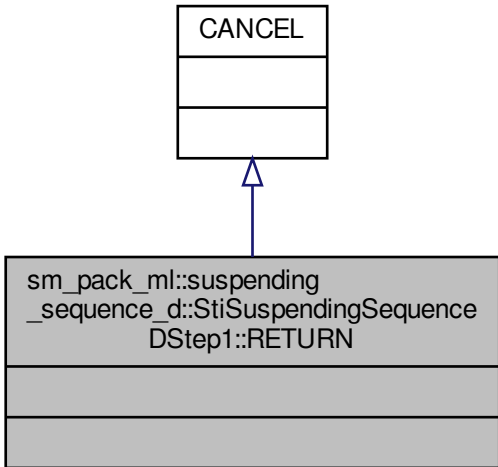 CANCEL
sm_pack_ml::suspending
_sequence_d::StiSuspendingSequence
DStep1::RETURN